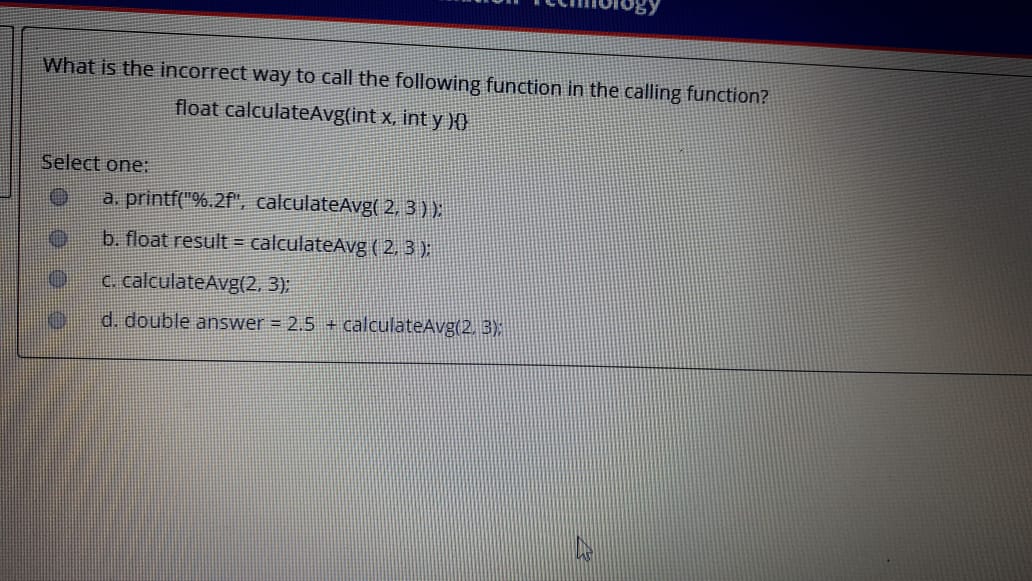 What is the incorrect way to call the following function in the calling function?
float calculateAvg(int x, int y ){}
Select one:
a. printf("%.2f", calculateAvg( 2, 3 ) );
b. float result = calculateAvg ( 2, 3 );
c. calculateAvg(2, 3);
d. double answer = 2.5 + calculateAvg(2, 3);